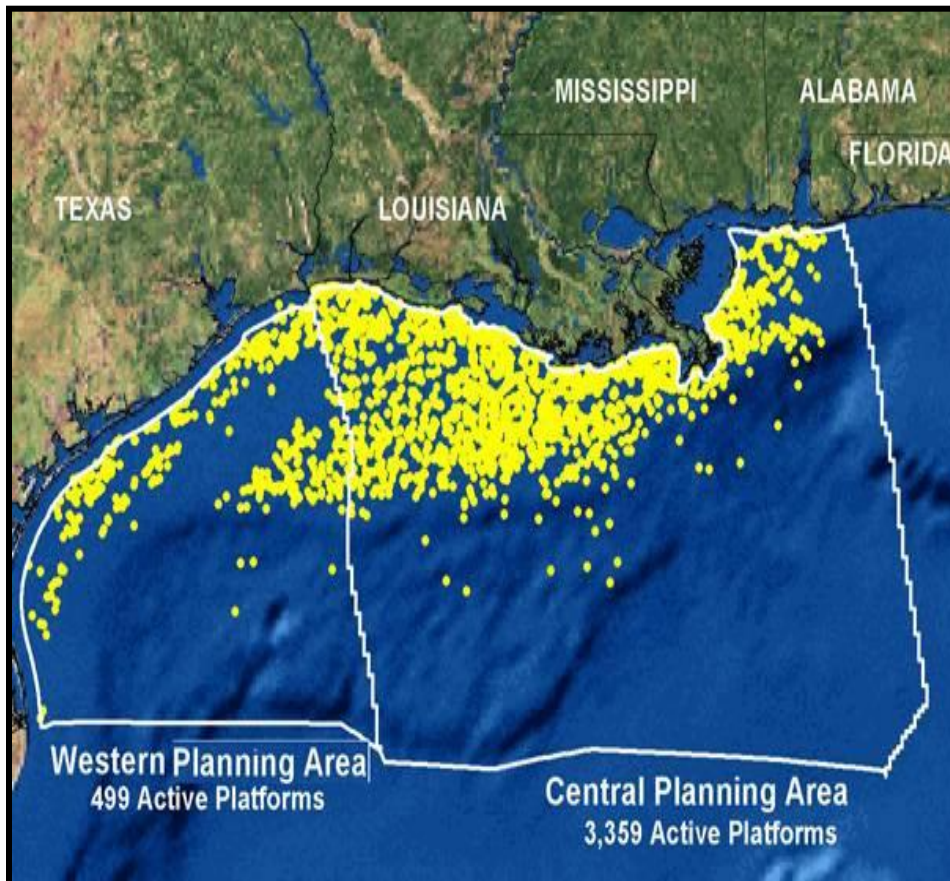 MISSISSIPPI
ALABAMA
FLORIDA
TEXAS
LOUISIANA
Western Planning Area
499 Active Platforms
Central Planning Area
3,359 Active Platforms